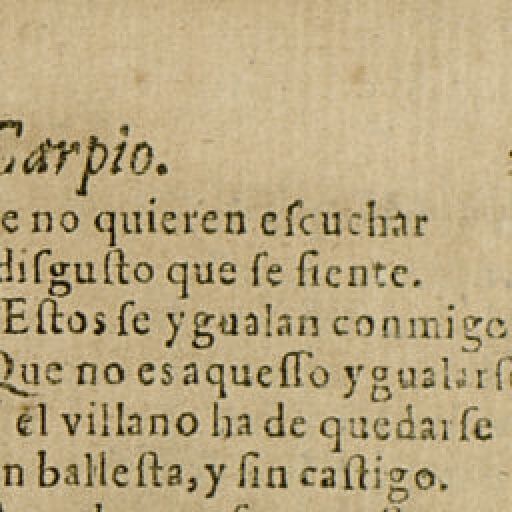 Carpio.
e no quieren eſcuchar
diſguſto que ſe ſiente.
Eſtos ſe ygualan conmigo
Que no es aqueſſo ygualarſe
el villano ha de quedarſe
n balleſta, y ſin caſtigo.